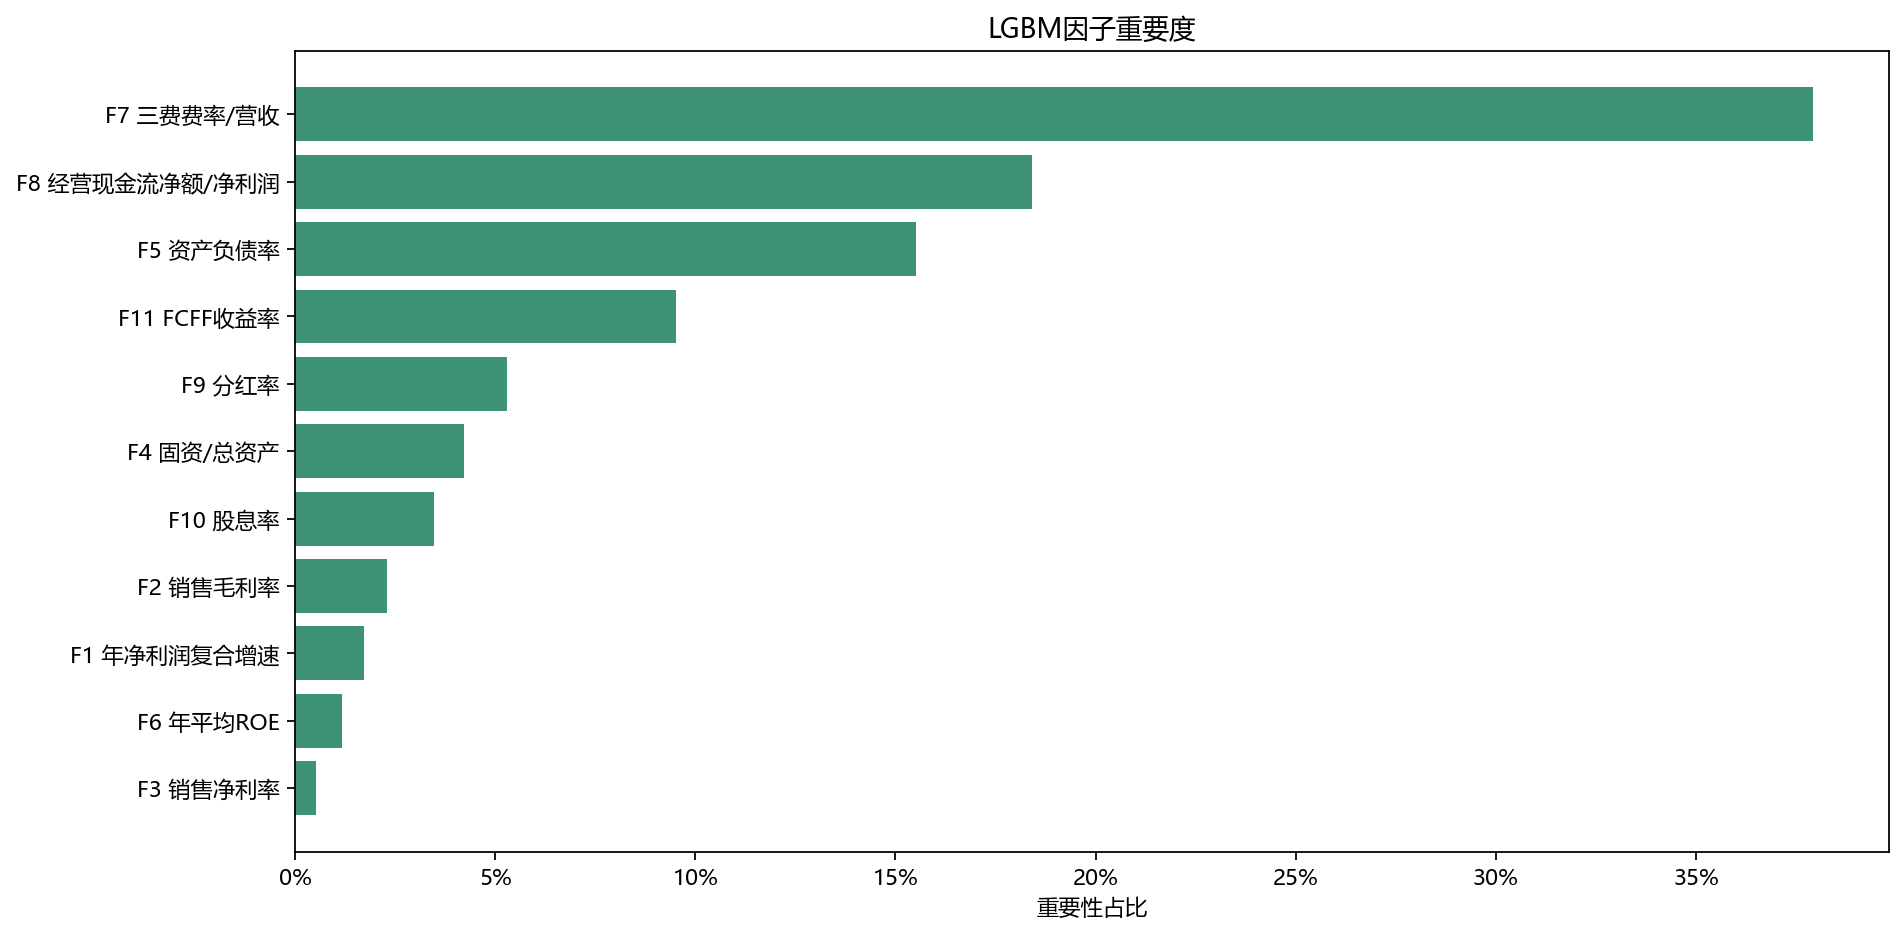 LGBM因子重要度
F7 三费费率/营收
F8 经营现金流净额/净利润
F5 资产负债率
F11 FCFF收益率
F9 分红率
F4 固资/总资产
F10 股息率
F2 销售毛利率
F1 年净利润复合增速
F6 年平均ROE
F3 销售净利率
0% 5% 10% 15% 20% 25% 30% 35%
重要性占比